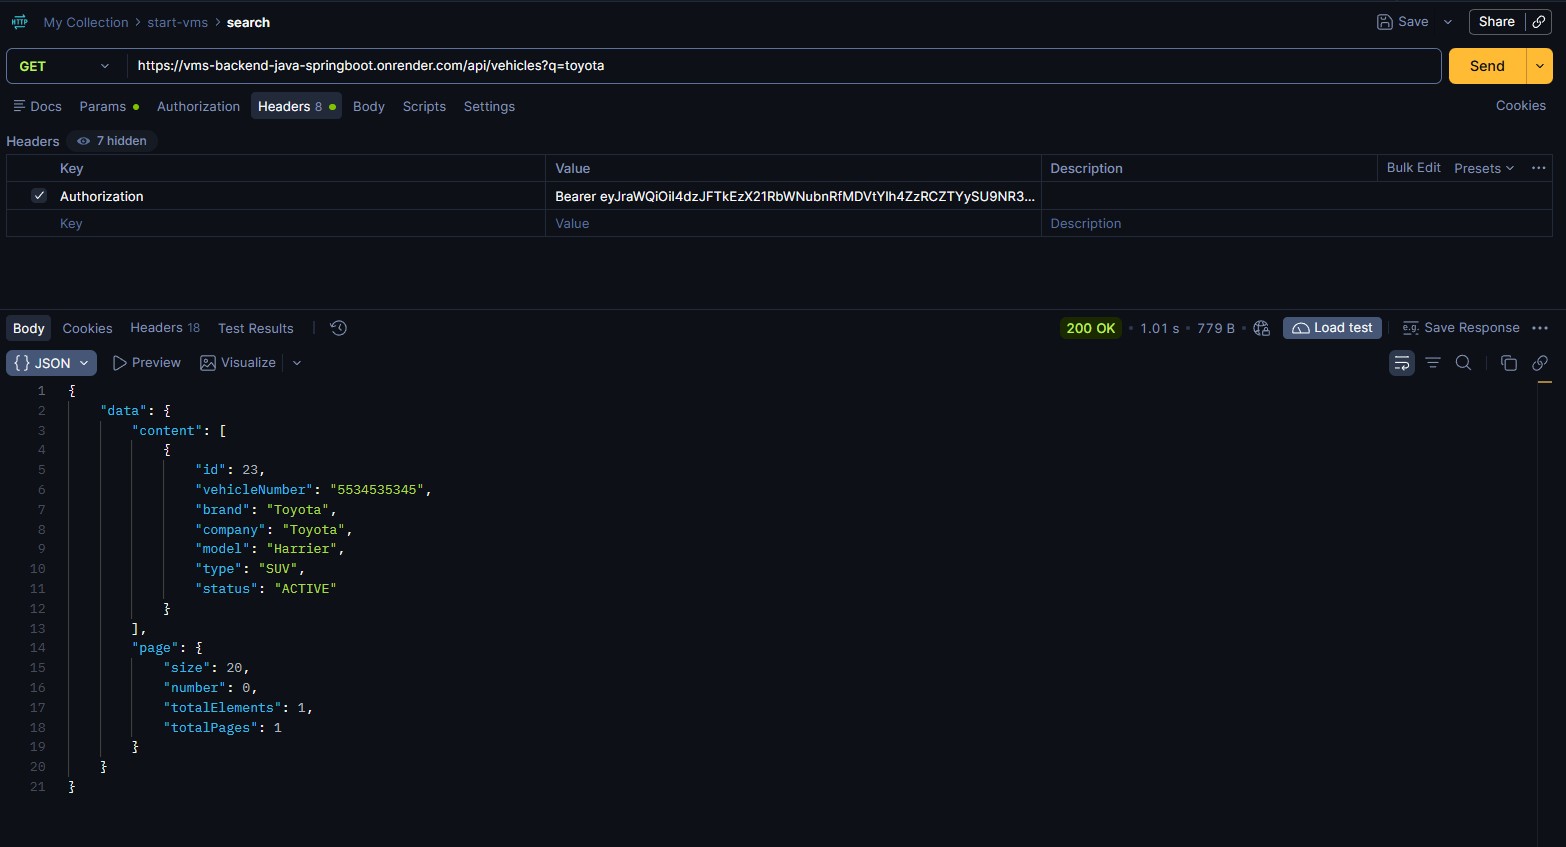 HTTP My Collection > start-vms > search Save Share
GET https://vms-backend-java-springboot.onrender.com/api/vehicles?q=toyota Send
Docs Params Authorization Headers 8 Body Scripts Settings Cookies
Headers 7 hidden
Key Value Description Bulk Edit Presets
Authorization Bearer
Key Value Description
Body Cookies Headers 18 Test Results 200 OK • 1.01 s • 779 B • Load test e.g. Save Response
{} JSON Preview Visualize
1 {
2 "data": {
3 "content": [
4 {
5 "id": 23,
6 "vehicleNumber": "5534535345",
7 "brand": "Toyota",
8 "company": "Toyota",
9 "model": "Harrier",
10 "type": "SUV",
11 "status": "ACTIVE"
12 }
13 ],
14 "page": {
15 "size": 20,
16 "number": 0,
17 "totalElements": 1,
18 "totalPages": 1
19 }
20 }
21 }